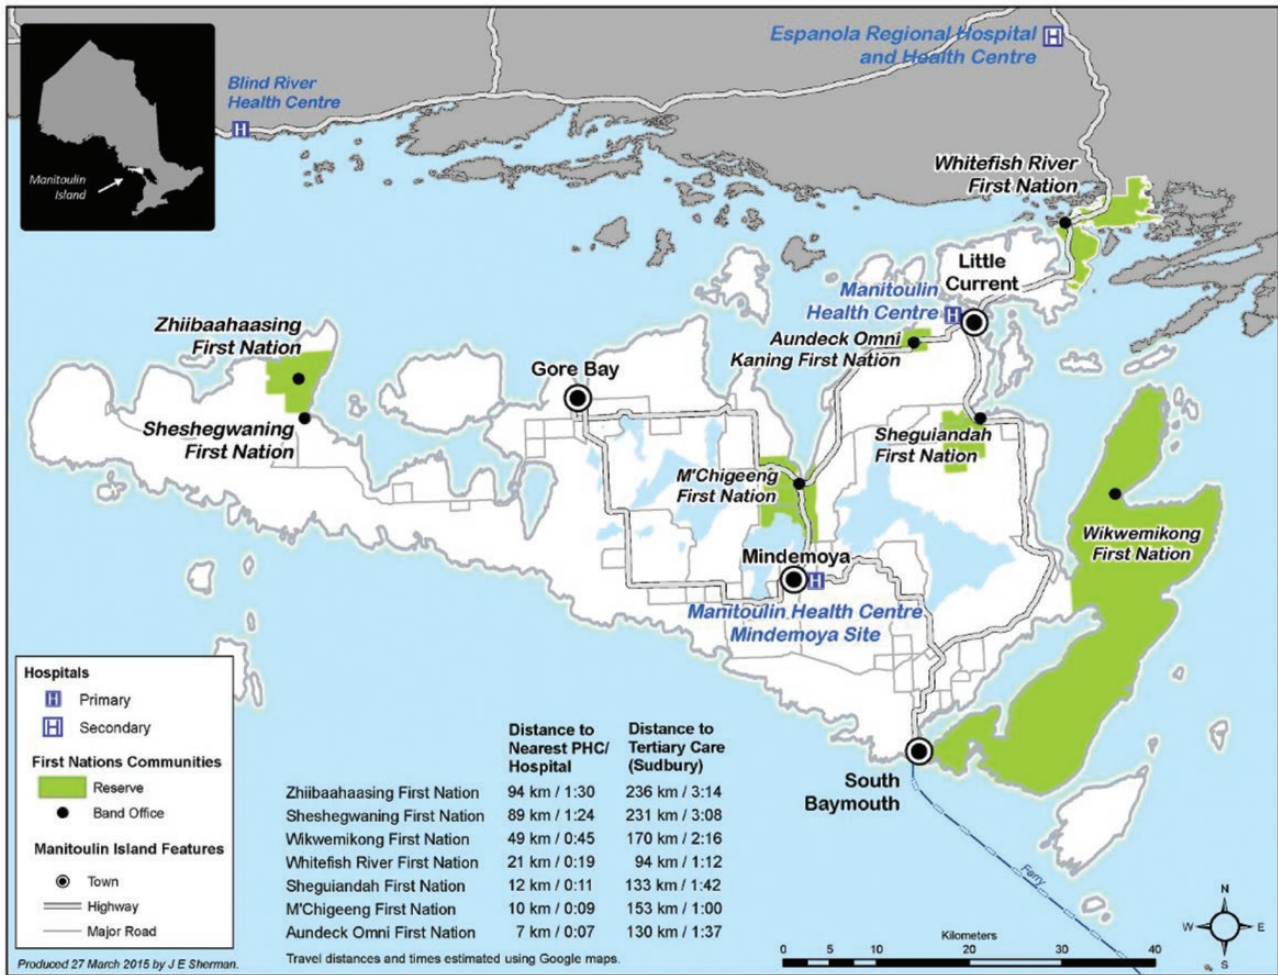 Espanola Regional Hospital
and Health Centre
Blind River
Health Centre
H
H
Manitoulin
Island
Whitefish River
First Nation
Little
Current
Manitoulin
Health Centre
H
Zhiibaahaasing
First Nation
Aundeck Omni
Kaning First Nation
Gore Bay
Sheshegwaning
First Nation
Sheguiandah
First Nation
M'Chigeeng
First Nation
Wikwemikong
First Nation
Mindemoya
H
Manitoulin Health Centre
Mindemoya Site
South
Baymouth
Ferry
Hospitals
H Primary
H Secondary
First Nations Communities
Reserve
Band Office
Manitoulin Island Features
Town
Highway
Major Road
Produced 27 March 2015 by J E Sherman.
Distance to Distance to
Nearest PHC/ Tertiary Care
Hospital (Sudbury)
Zhiibaahaasing First Nation 94 km / 1:30 236 km / 3:14
Sheshegwaning First Nation 89 km / 1:24 231 km / 3:08
Wikwemikong First Nation 49 km / 0:45 170 km / 2:16
Whitefish River First Nation 21 km / 0:19 94 km / 1:12
Sheguiandah First Nation 12 km / 0:11 133 km / 1:42
M'Chigeeng First Nation 10 km / 0:09 153 km / 1:00
Aundeck Omni First Nation 7 km / 0:07 130 km / 1:37
Travel distances and times estimated using Google maps.
Kilometers
0 5 10 20 30 40
N
W E
S